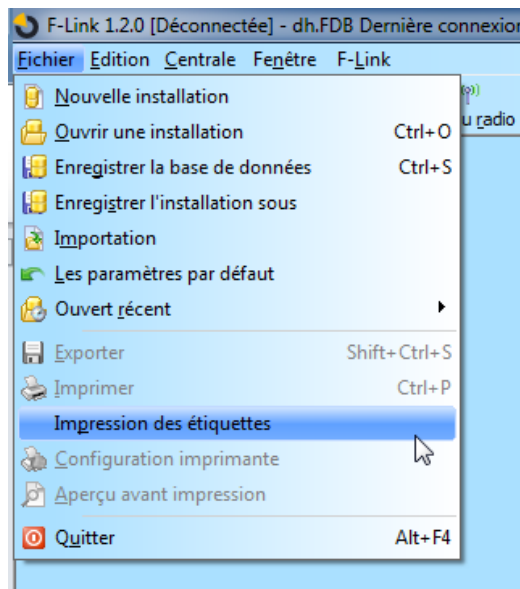 F-Link 1.2.0 [Déconnectée] - dh.FDB Dernière connexion
Fichier Edition Centrale Fenêtre F-Link
Nouvelle installation
u radio
Ouvrir une installation Ctrl+O
Enregistrer la base de données Ctrl+S
Enregistrer l'installation sous
Importation
Les paramètres par défaut
Ouvert récent
Exporter Shift+Ctrl+S
Imprimer Ctrl+P
Impression des étiquettes
Configuration imprimante
Aperçu avant impression
Quitter Alt+F4